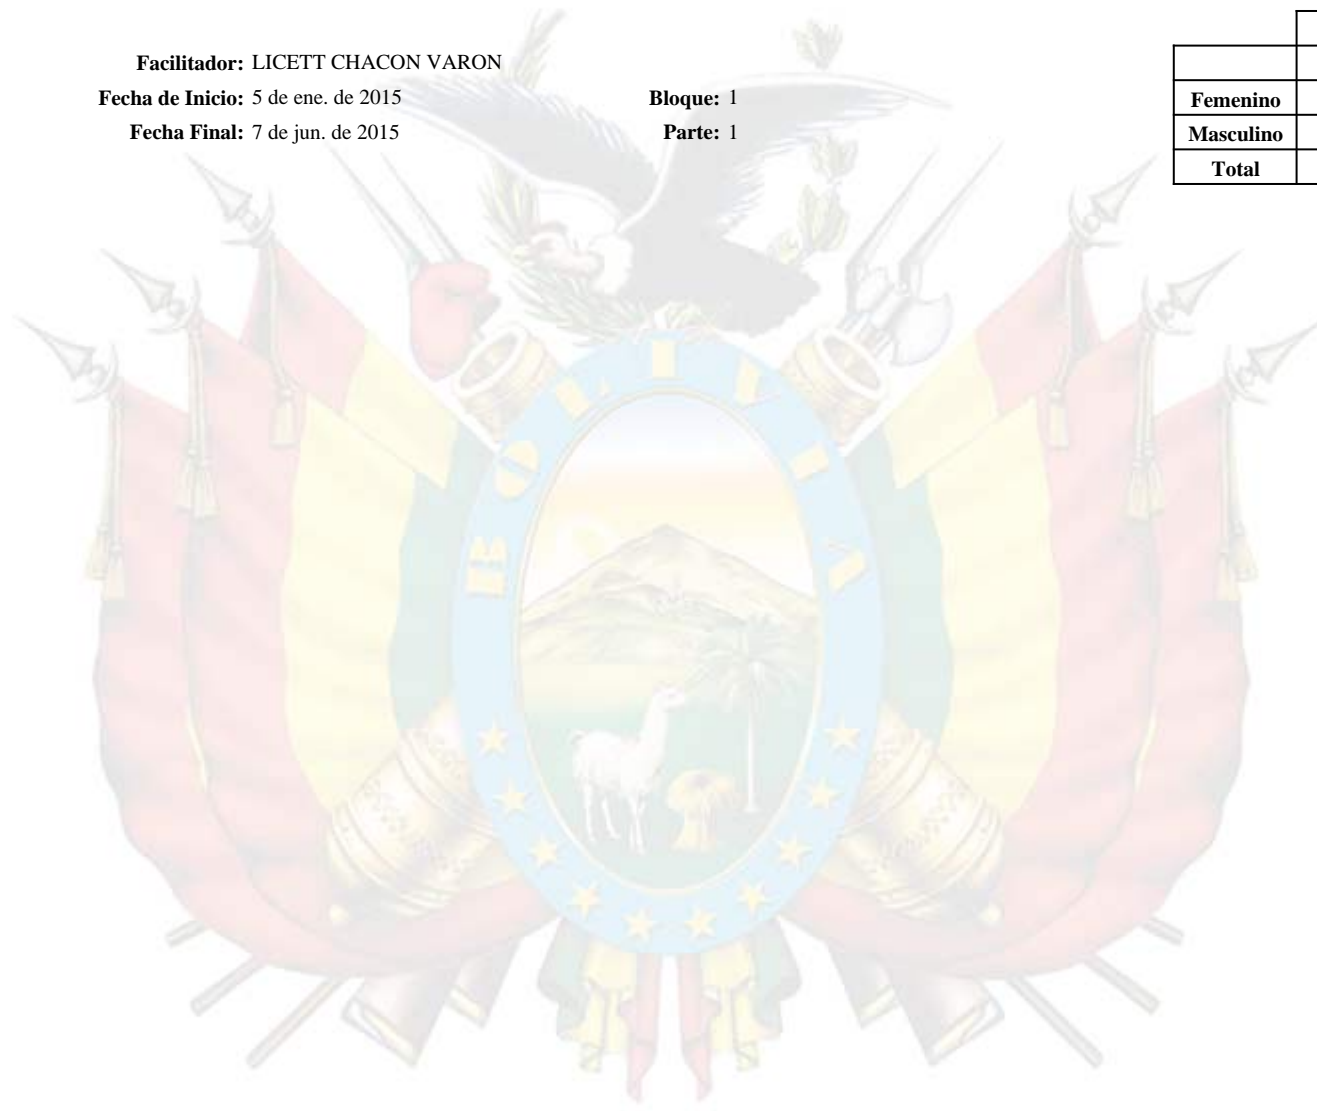 Facilitador: LICETT CHACON VARON
Fecha de Inicio: 5 de ene. de 2015 Bloque: 1
Fecha Final: 7 de jun. de 2015 Parte: 1
Femenino
Masculino
Total
BOLIVIA